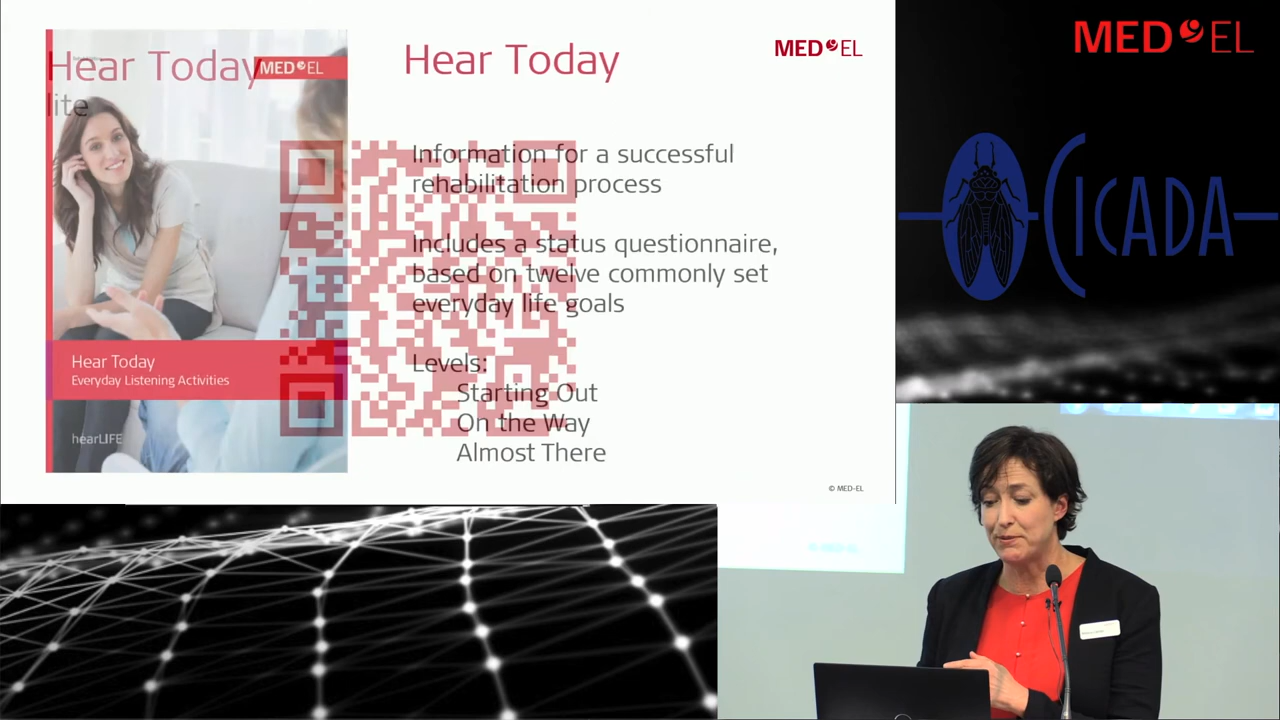 Hear Today
lite
MED EL
Hear Today
Everyday Listening Activities
hearLIFE
Hear Today
MED EL
Information for a successful
rehabilitation process
Includes a status questionnaire,
based on twelve commonly set
everyday life goals
Levels:
Starting Out
On the Way
Almost There
© MED-EL
MED EL
CICADA